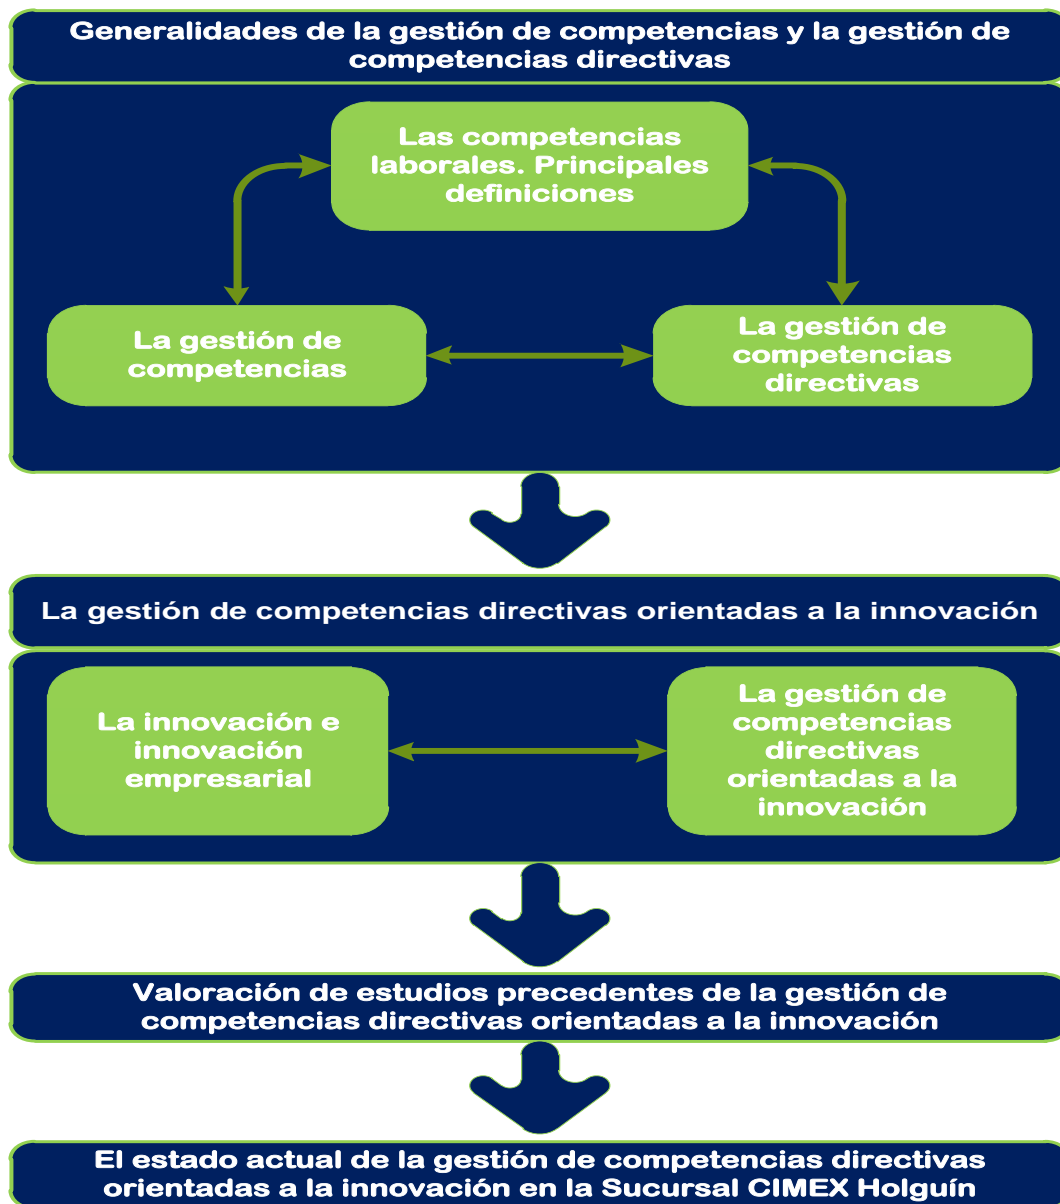 Generalidades de la gestión de competencias y la gestión de
competencias directivas
Las competencias
laborales. Principales
definiciones
La gestión de
competencias
La gestión de
competencias
directivas
La gestión de competencias directivas orientadas a la innovación
La innovación e
innovación
empresarial
La gestión de
competencias
directivas
orientadas a la
innovación
Valoración de estudios precedentes de la gestión de
competencias directivas orientadas a la innovación
El estado actual de la gestión de competencias directivas
orientadas a la innovación en la Sucursal CIMEX Holguín